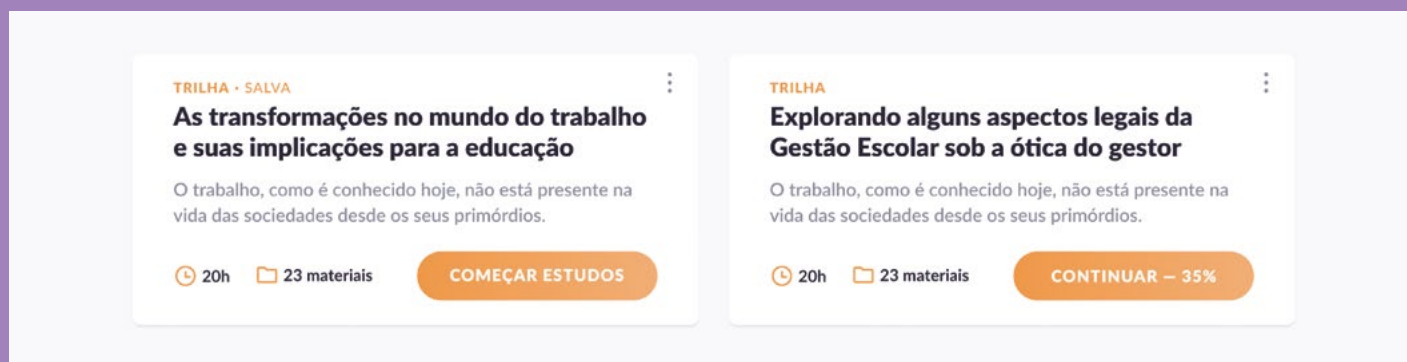 TRILHA · SALVA
As transformações no mundo do trabalho
e suas implicações para a educação
O trabalho, como é conhecido hoje, não está presente na
vida das sociedades desde os seus primórdios.
20h
23 materiais
COMEÇAR ESTUDOS
TRILHA
Explorando alguns aspectos legais da
Gestão Escolar sob a ótica do gestor
O trabalho, como é conhecido hoje, não está presente na
vida das sociedades desde os seus primórdios.
20h
23 materiais
CONTINUAR — 35%